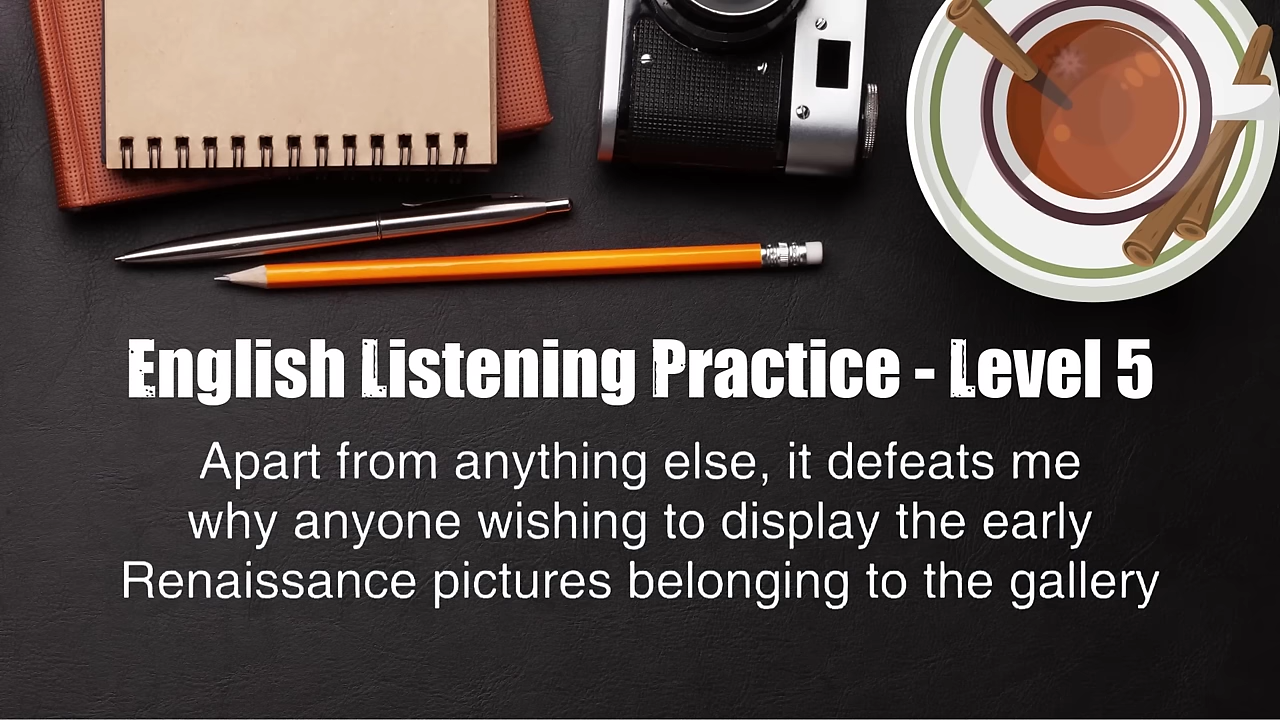 English Listening Practice - Level 5
Apart from anything else, it defeats me
why anyone wishing to display the early
Renaissance pictures belonging to the gallery